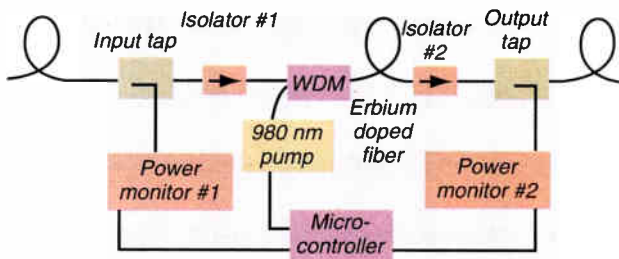 Input tap
Isolator #1
WDM
Isolator
#2
Output
tap
980 nm
pump
Erbium
doped
fiber
Power
monitor #1
Power
monitor #2
Micro-
controller